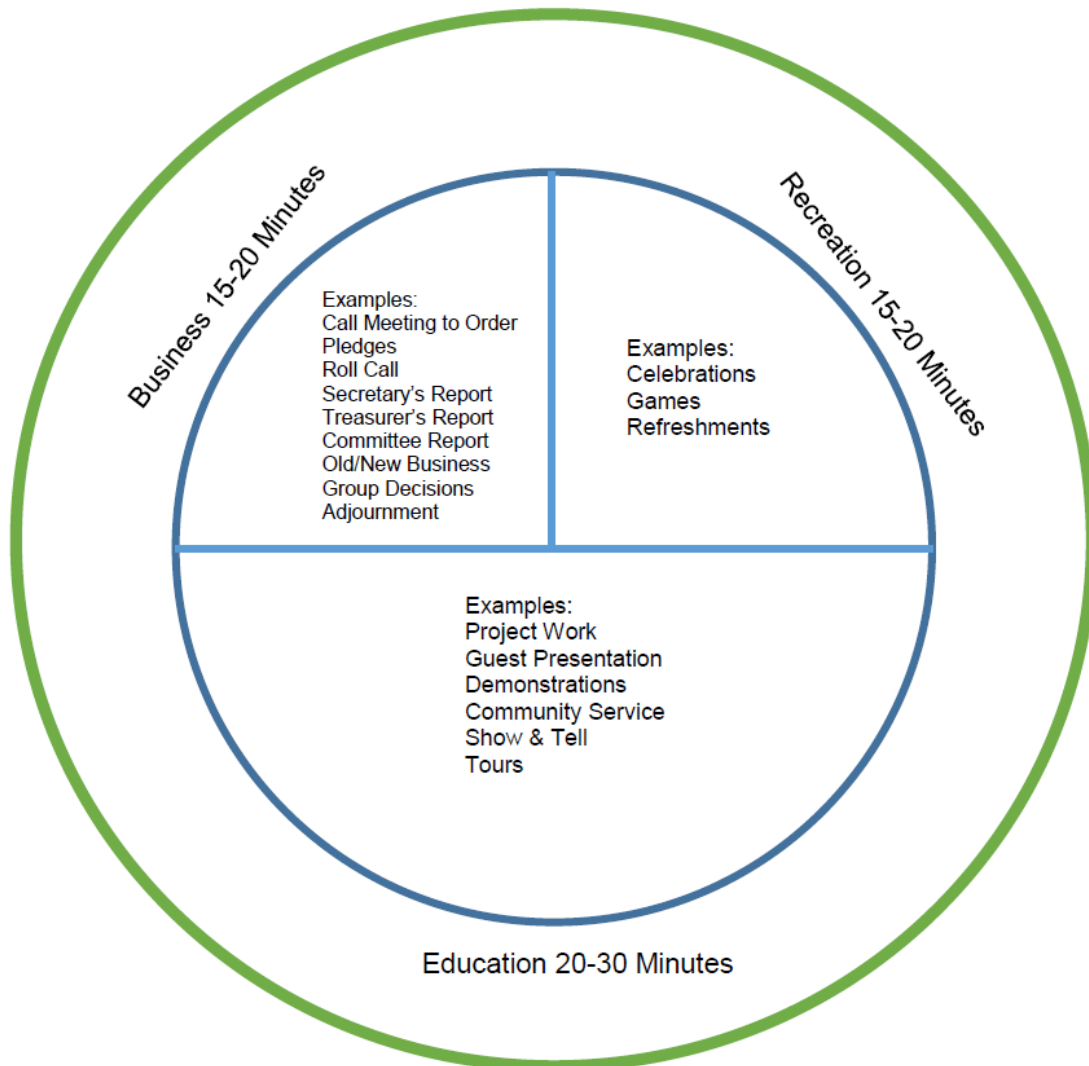 Business 15-20 Minutes
Examples:
Call Meeting to Order
Pledges
Roll Call
Secretary's Report
Treasurer's Report
Committee Report
Old/New Business
Group Decisions
Adjournment
Recreation 15-20 Minutes
Examples:
Celebrations
Games
Refreshments
Examples:
Project Work
Guest Presentation
Demonstrations
Community Service
Show & Tell
Tours
Education 20-30 Minutes